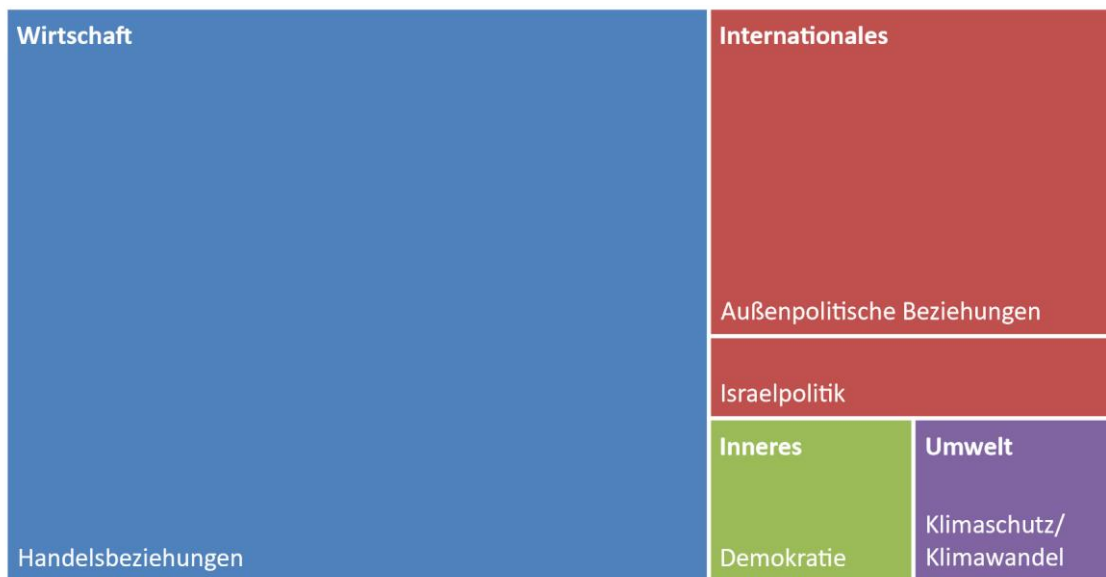 Wirtschaft
Handelsbeziehungen
Internationales
Außenpolitische Beziehungen
Israelpolitik
Inneres
Demokratie
Umwelt
Klimaschutz/
Klimawandel